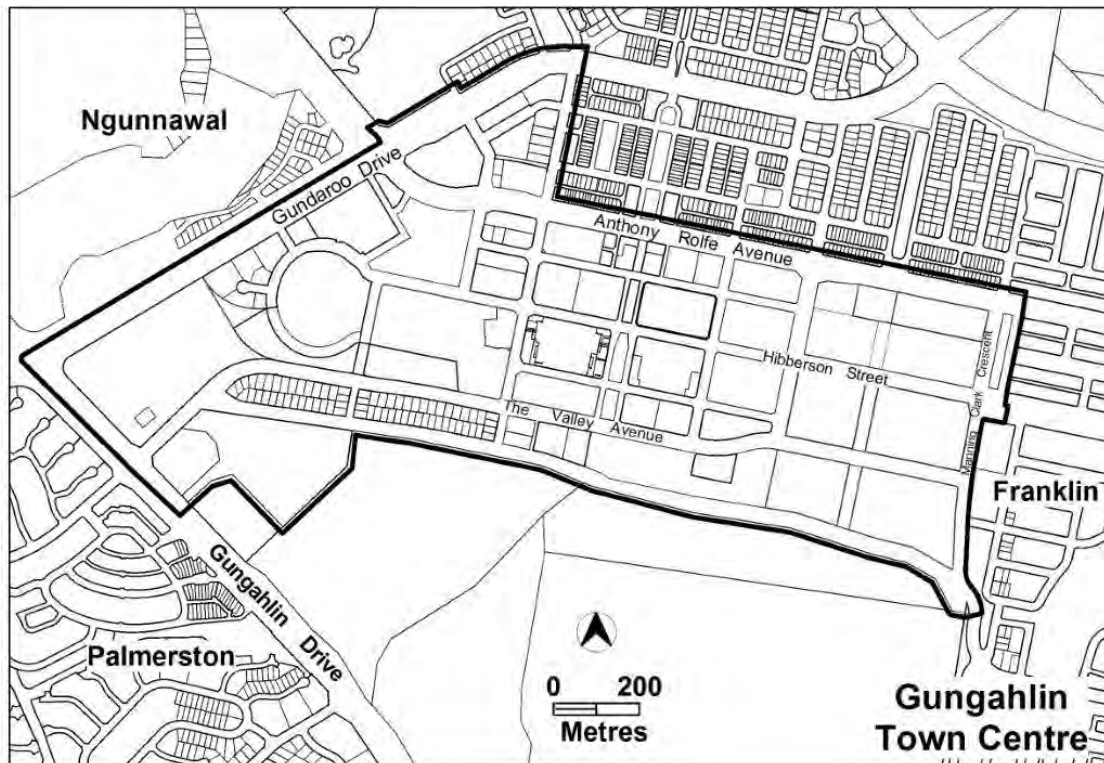 Ngunnawal
Gundaroo Drive
Anthony Rolfe Avenue
Hibberson Street
Manning Clark Crescent
The Valley Avenue
Franklin
Gungahlin Drive
Palmerston
0 200
Metres
Gungahlin
Town Centre